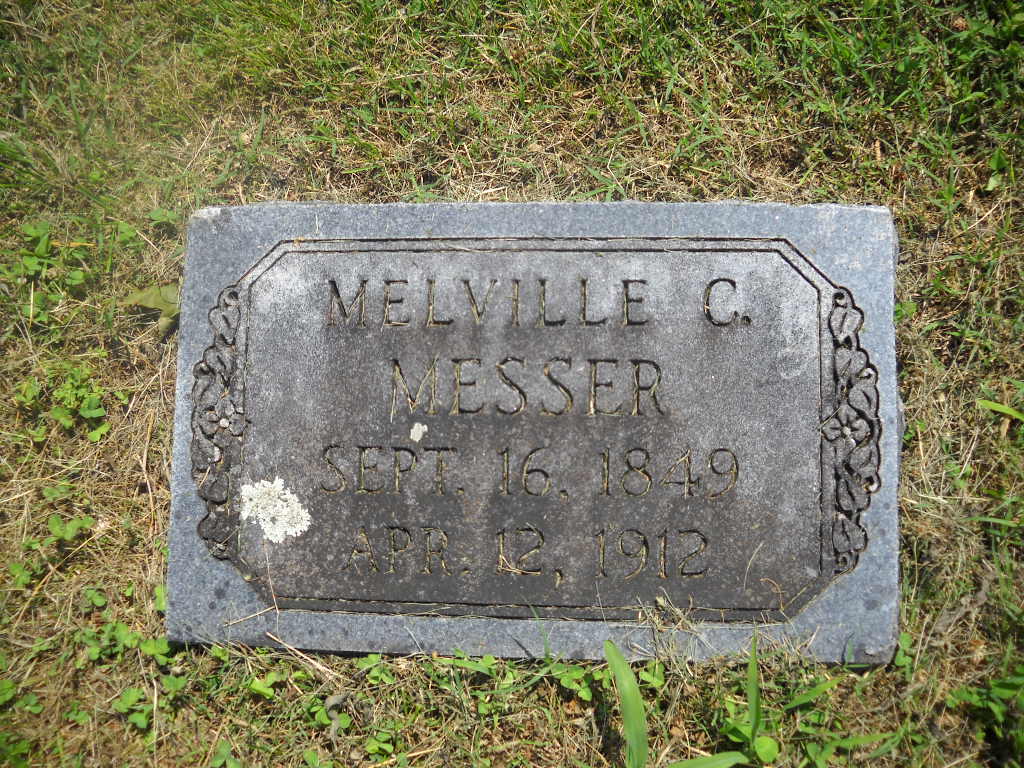 MELVILLE C.
MESSER
SEPT. 16, 1849
APR. 12, 1912